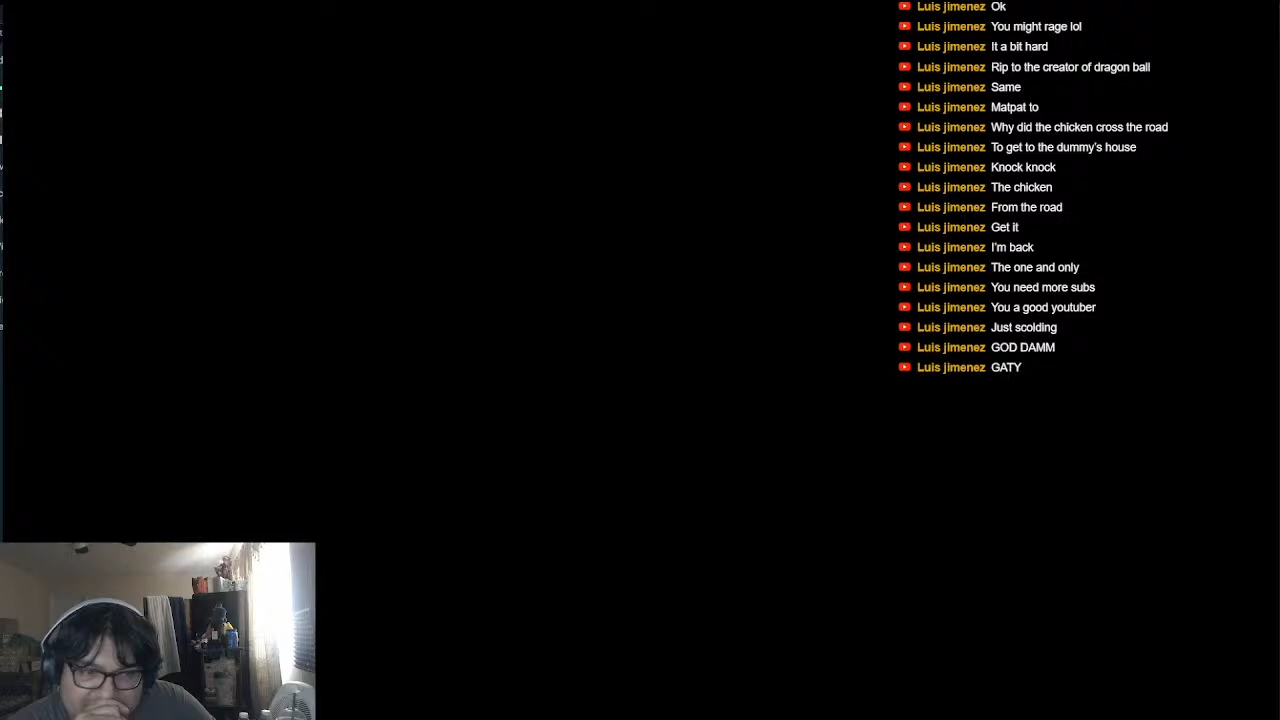 Luis jimenez Ok
Luis jimenez You might rage lol
Luis jimenez It a bit hard
Luis jimenez Rip to the creator of dragon ball
Luis jimenez Same
Luis jimenez Matpat to
Luis jimenez Why did the chicken cross the road
Luis jimenez To get to the dummy's house
Luis jimenez Knock knock
Luis jimenez The chicken
Luis jimenez From the road
Luis jimenez Get it
Luis jimenez I'm back
Luis jimenez The one and only
Luis jimenez You need more subs
Luis jimenez You a good youtuber
Luis jimenez Just scolding
Luis jimenez GOD DAMM
Luis jimenez GATY